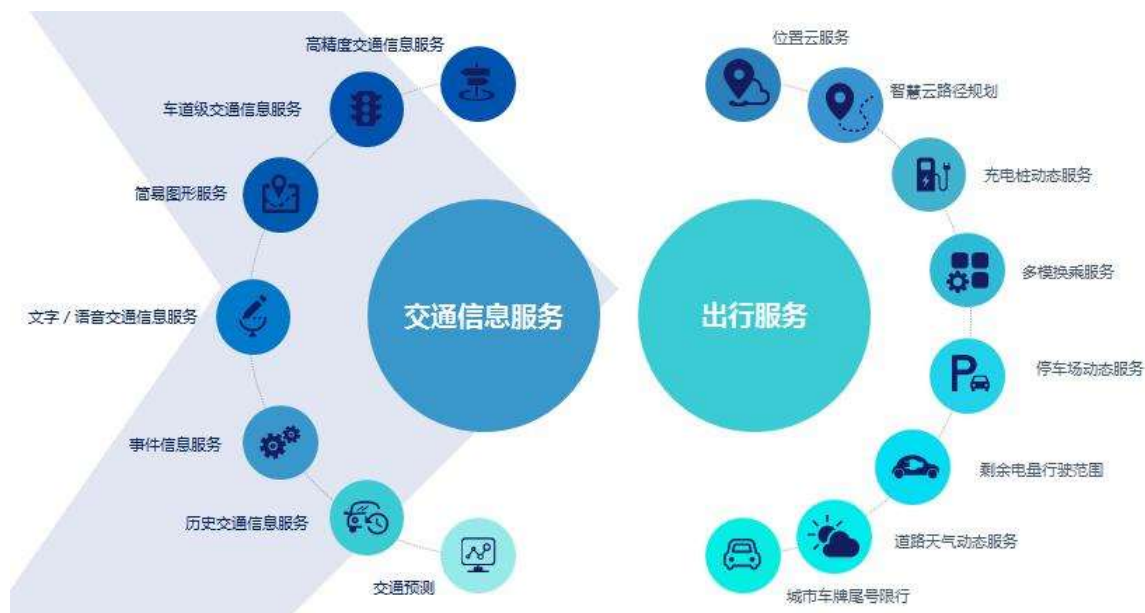 高精度交通信息服务
车道级交通信息服务
简易图形服务
文字 / 语音交通信息服务
事件信息服务
历史交通信息服务
交通预测
交通信息服务
出行服务
位置云服务
智慧云路径规划
充电桩动态服务
多模换乘服务
P
停车场动态服务
剩余电量行驶范围
道路天气动态服务
城市车牌尾号限行